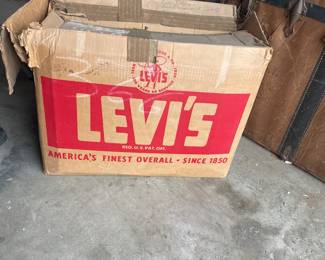 LEVI'S
LEVI'S
REG. U.S. PAT. OFF.
AMERICA'S FINEST OVERALL • SINCE 1850